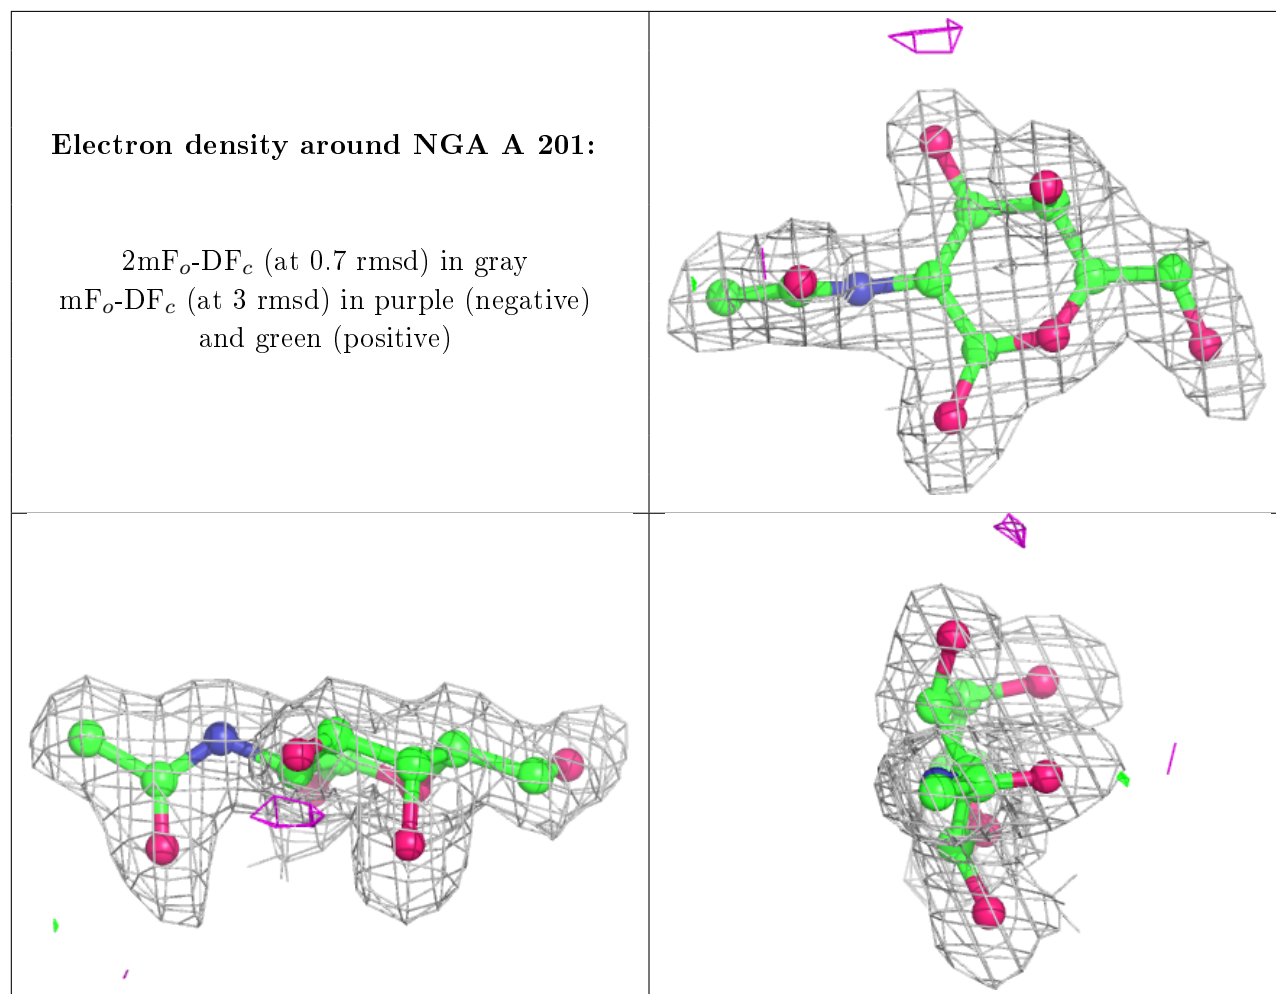 Electron density around NGA A 201:
2mFo-DFc (at 0.7 rmsd) in gray
mFo-DFc (at 3 rmsd) in purple (negative)
and green (positive)